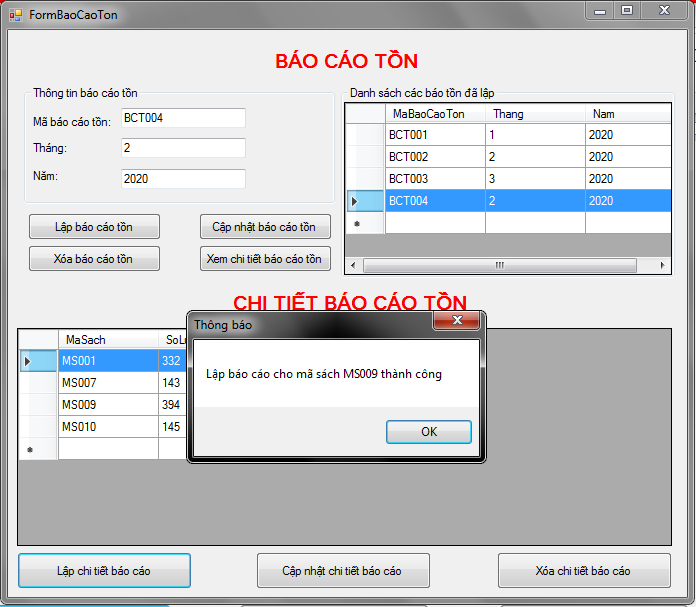 FormBaoCaoTon
BÁO CÁO TỒN
Thông tin báo cáo tồn
Mã báo cáo tồn: BCT004
Tháng: 2
Năm: 2020
Lập báo cáo tồn Cập nhật báo cáo tồn
Xóa báo cáo tồn Xem chi tiết báo cáo tồn
Danh sách các báo tồn đã lập
MaBaoCaoTon Thang Nam
BCT001 1 2020
BCT002 2 2020
BCT003 3 2020
BCT004 2 2020
CHI TIẾT BÁO CÁO TỒN
MaSach
MS001 332
MS007 143
MS009 394
MS010 145
Thông báo
Lập báo cáo cho mã sách MS009 thành công
OK
Lập chi tiết báo cáo Cập nhật chi tiết báo cáo Xóa chi tiết báo cáo